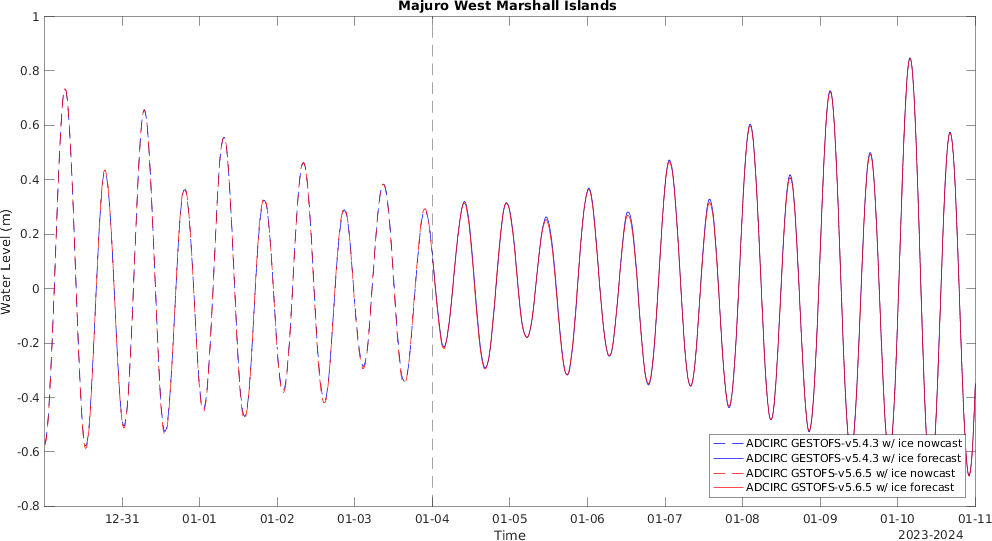 Majuro West Marshall Islands
1
0.8
0.6
0.4
0.2
0
-0.2
-0.4
-0.6
-0.8
Water Level (m)
ADCIRC GESTOFS-v5.4.3 w/ ice nowcast
ADCIRC GESTOFS-v5.4.3 w/ ice forecast
ADCIRC GSTOFS-v5.6.5 w/ ice nowcast
ADCIRC GSTOFS-v5.6.5 w/ ice forecast
12-31 01-01 01-02 01-03 01-04 01-05 01-06 01-07 01-08 01-09 01-10 01-11
Time
2023-2024